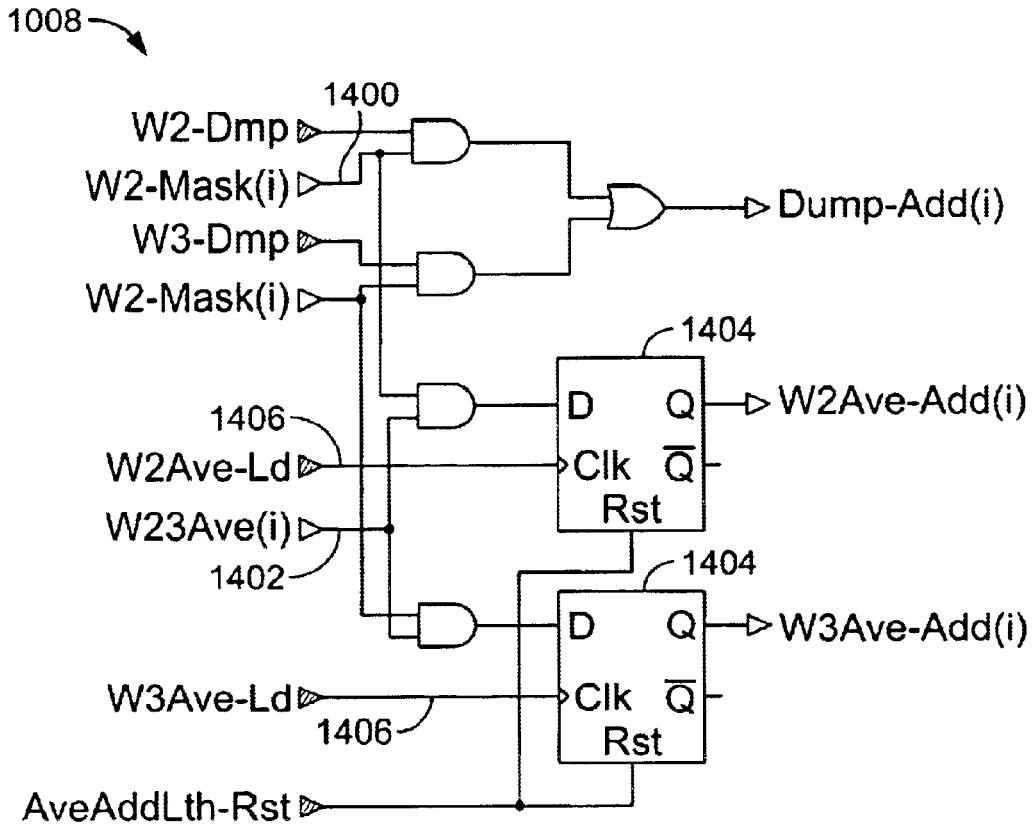 1008
1400
W2-Dmp
W2-Mask(i)
Dump-Add(i)
W3-Dmp
W2-Mask(i)
1404
D Q
W2Ave-Add(i)
1406
W2Ave-Ld
Clk Q̅
Rst
W23Ave(i)
1402
1404
D Q
W3Ave-Add(i)
W3Ave-Ld
Clk Q̅
1406
Rst
AveAddLth-Rst